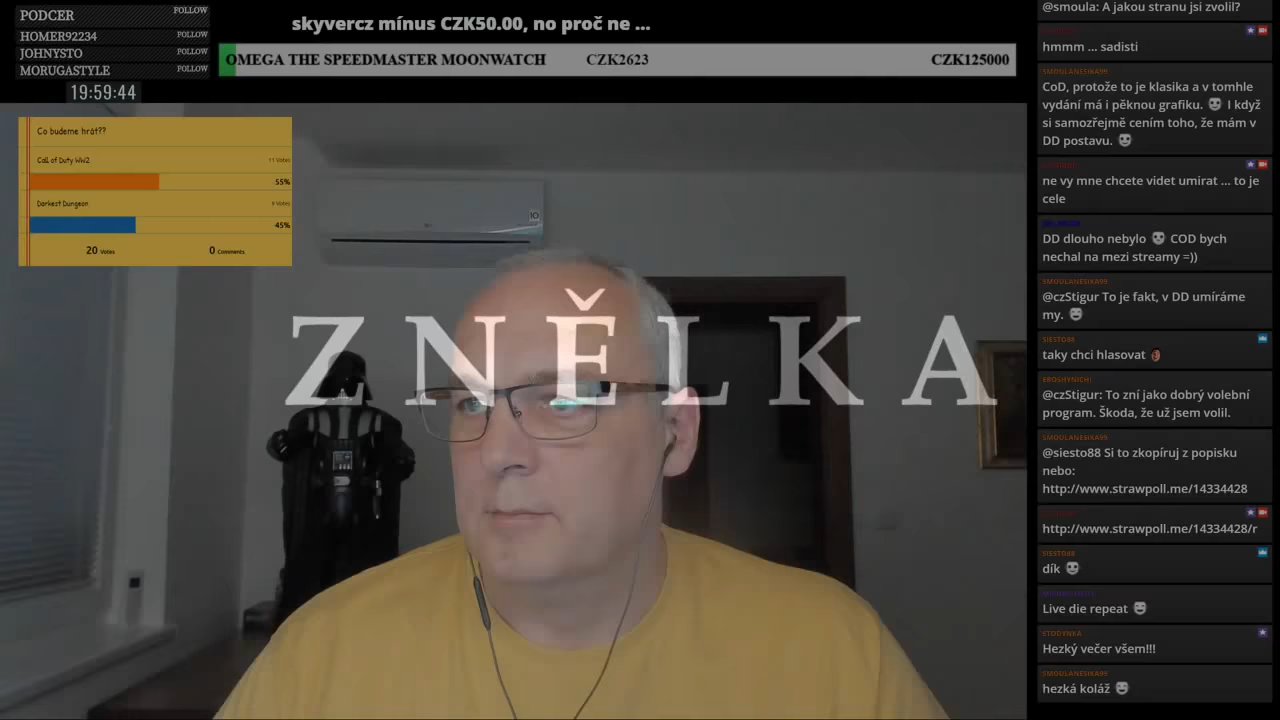 PODCER FOLLOW
HOMER92234 FOLLOW
JOHNYSTO FOLLOW
MORUGASTYLE FOLLOW
19:59:44
skyvercz mínus CZK50.00, no proč ne ...
OMEGA THE SPEEDMASTER MOONWATCH CZK2623 CZK125000
Co budeme hrát??
Call of Duty WW2 11 Votes
55%
Darkest Dungeon 9 Votes
45%
20 Votes 0 Comments
ZNĚLKA
@smoula: A jakou stranu jsi zvolil?
hmmm ... sadisti
SMOULANESIKA99
CoD, protože to je klasika a v tomhle
vydání má i pěknou grafiku. I když
si samozřejmě cením toho, že mám v
DD postavu.
ne vy mne chcete videt umirat ... to je
cele
DD dlouho nebylo COD bych
nechal na mezi streamy =))
SMOULANESIKA99
@czStigur To je fakt, v DD umíráme
my.
SIESTO88
taky chci hlasovat
EROSHYNICHI
@czStigur: To zní jako dobrý volební
program. Škoda, že už jsem volil.
SMOULANESIKA99
@siesto88 Si to zkopíruj z popisku
nebo:
http://www.strawpoll.me/14334428
http://www.strawpoll.me/14334428/r
SIESTO88
dík
Live die repeat
STODYNKA
Hezký večer všem!!!
SMOULANESIKA99
hezká koláž